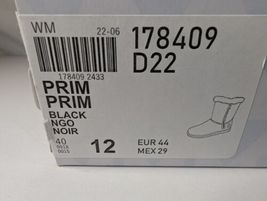 WM 22-06
178409
D22
178409 2433
PRIM
PRIM
BLACK
NGO
NOIR
40
12
EUR 44
MEX 29